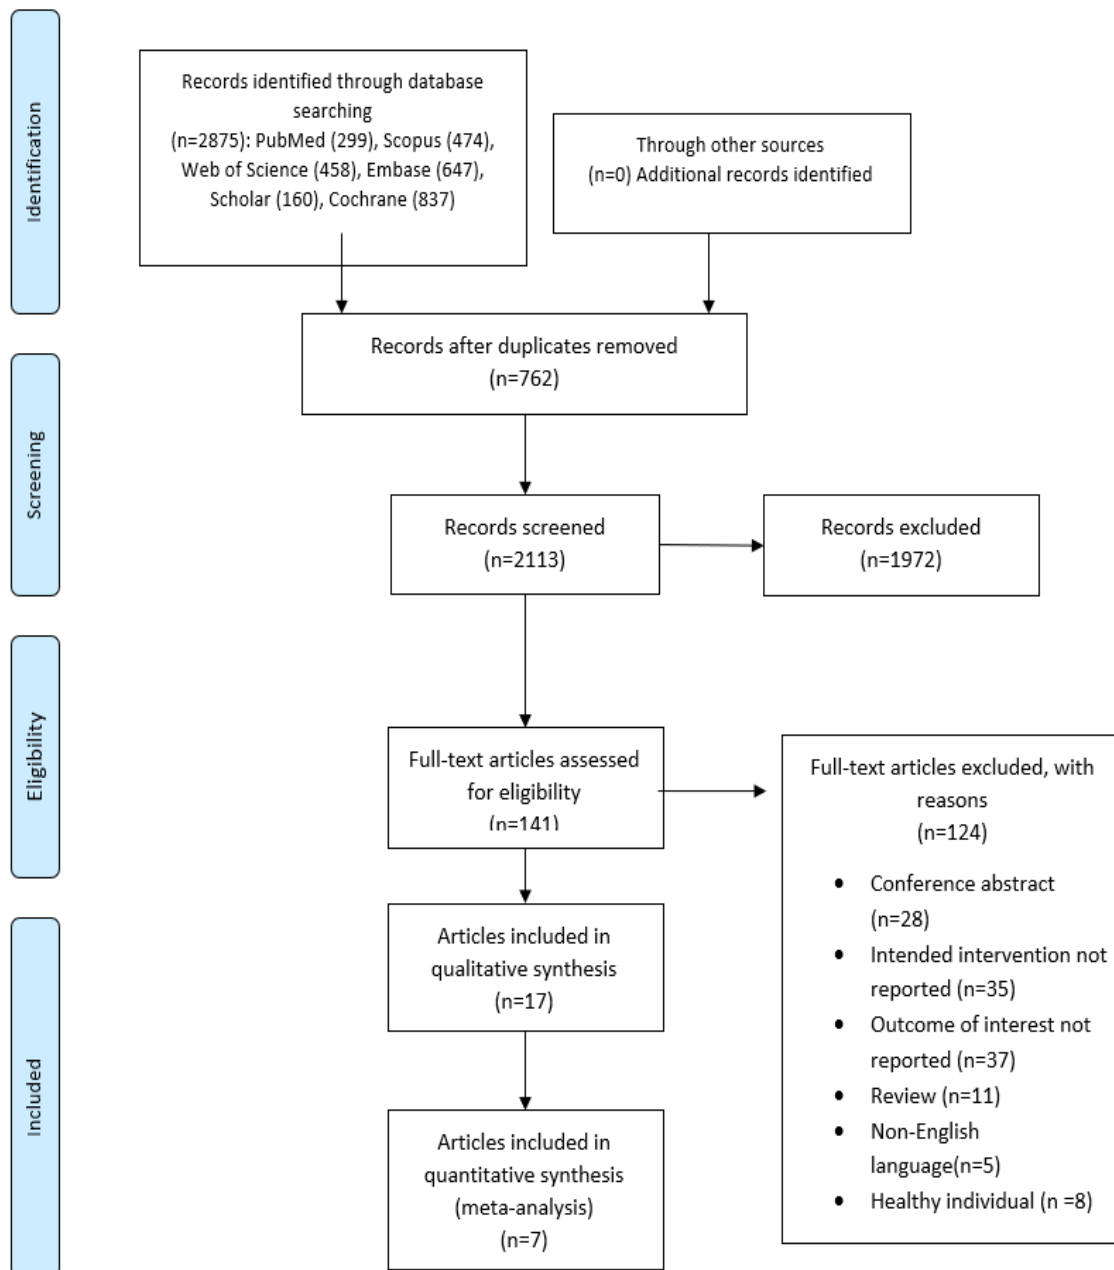 Identification
Records identified through database
searching
(n=2875): PubMed (299), Scopus (474),
Web of Science (458), Embase (647),
Scholar (160), Cochrane (837)
Through other sources
(n=0) Additional records identified
Records after duplicates removed
(n=762)
Screening
Records screened
(n=2113)
Records excluded
(n=1972)
Eligibility
Full-text articles assessed
for eligibility
(n=141)
Full-text articles excluded, with
reasons
(n=124)
• Conference abstract
(n=28)
• Intended intervention not
reported (n=35)
• Outcome of interest not
reported (n=37)
• Review (n=11)
• Non-English
language(n=5)
• Healthy individual (n =8)
Included
Articles included in
qualitative synthesis
(n=17)
Articles included in
quantitative synthesis
(meta-analysis)
(n=7)